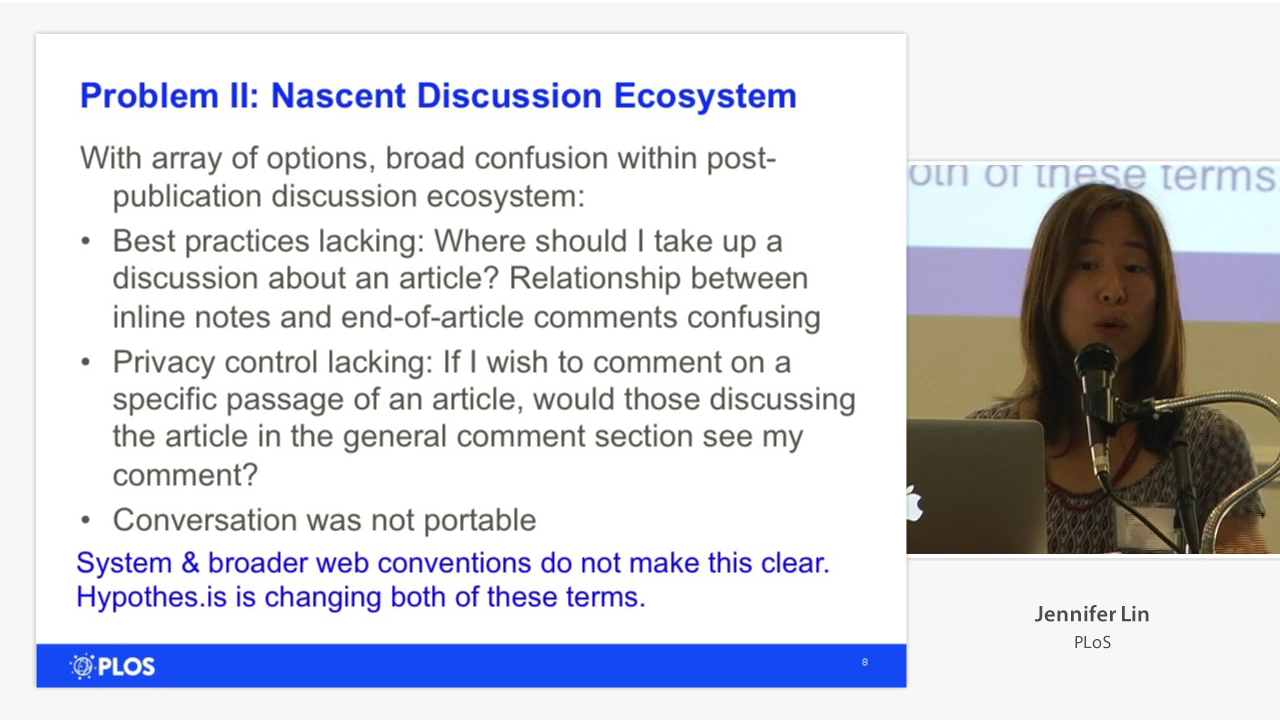 Problem II: Nascent Discussion Ecosystem
With array of options, broad confusion within post-
publication discussion ecosystem:
• Best practices lacking: Where should I take up a
discussion about an article? Relationship between
inline notes and end-of-article comments confusing
• Privacy control lacking: If I wish to comment on a
specific passage of an article, would those discussing
the article in the general comment section see my
comment?
• Conversation was not portable
System & broader web conventions do not make this clear.
Hypothes.is is changing both of these terms.
PLOS
8
oth of these terms
Jennifer Lin
PLoS